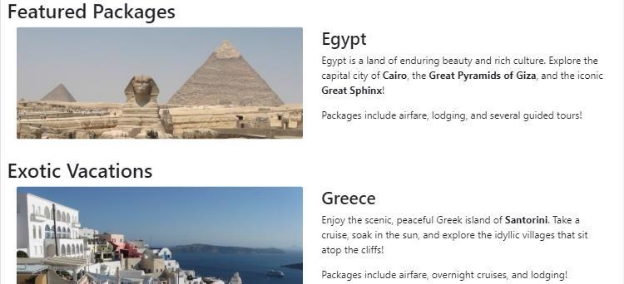 Featured Packages
Egypt
Egypt is a land of enduring beauty and rich culture. Explore the
capital city of Cairo, the Great Pyramids of Giza, and the iconic
Great Sphinx!
Packages include airfare, lodging, and several guided tours!
Exotic Vacations
Greece
Enjoy the scenic, peaceful Greek island of Santorini. Take a
cruise, soak in the sun, and explore the idyllic villages that sit
atop the cliffs!
Packages include airfare, overnight cruises, and lodging!